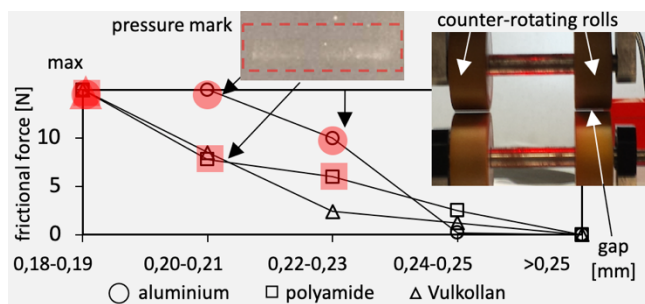 pressure mark
counter-rotating rolls
max
frictional force [N]
10
5
0
gap
[mm]
0,18-0,19 0,20-0,21 0,22-0,23 0,24-0,25 >0,25
aluminium polyamide Vulkollan